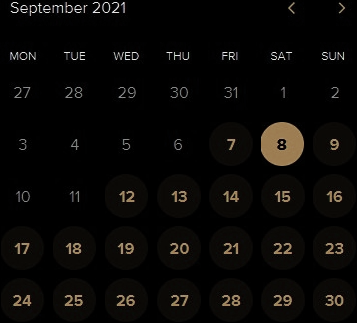 September 2021
MON TUE WED THU FRI SAT SUN
27 28 29 30 31 1 2
3 4 5 6 7 8 9
10 11 12 13 14 15 16
17 18 19 20 21 22 23
24 25 26 27 28 29 30